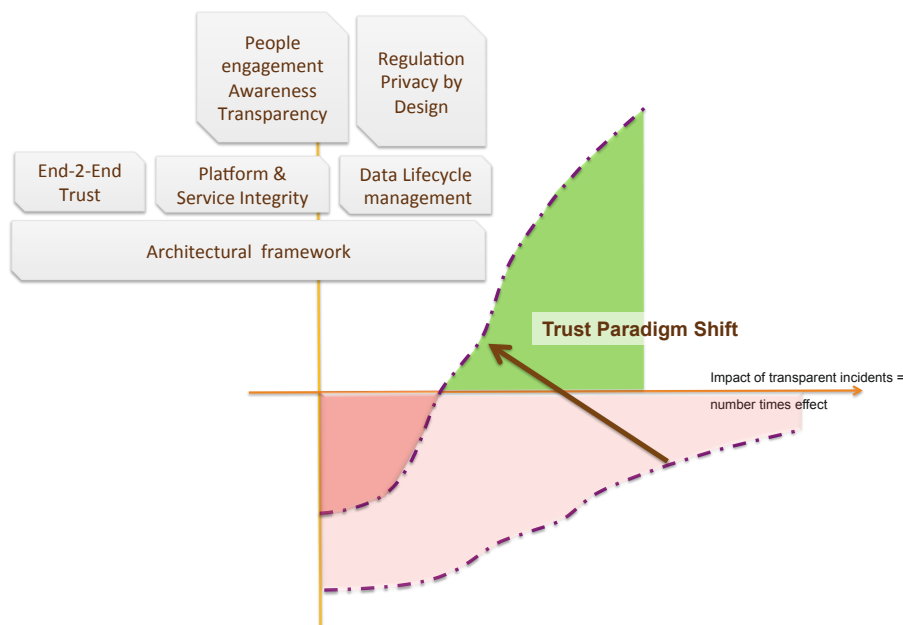 People
engagement
Awareness
Transparency
Regulation
Privacy by
Design
End-2-End
Trust
Platform &
Service Integrity
Data Lifecycle
management
Architectural framework
Trust Paradigm Shift
Impact of transparent incidents =
number times effect